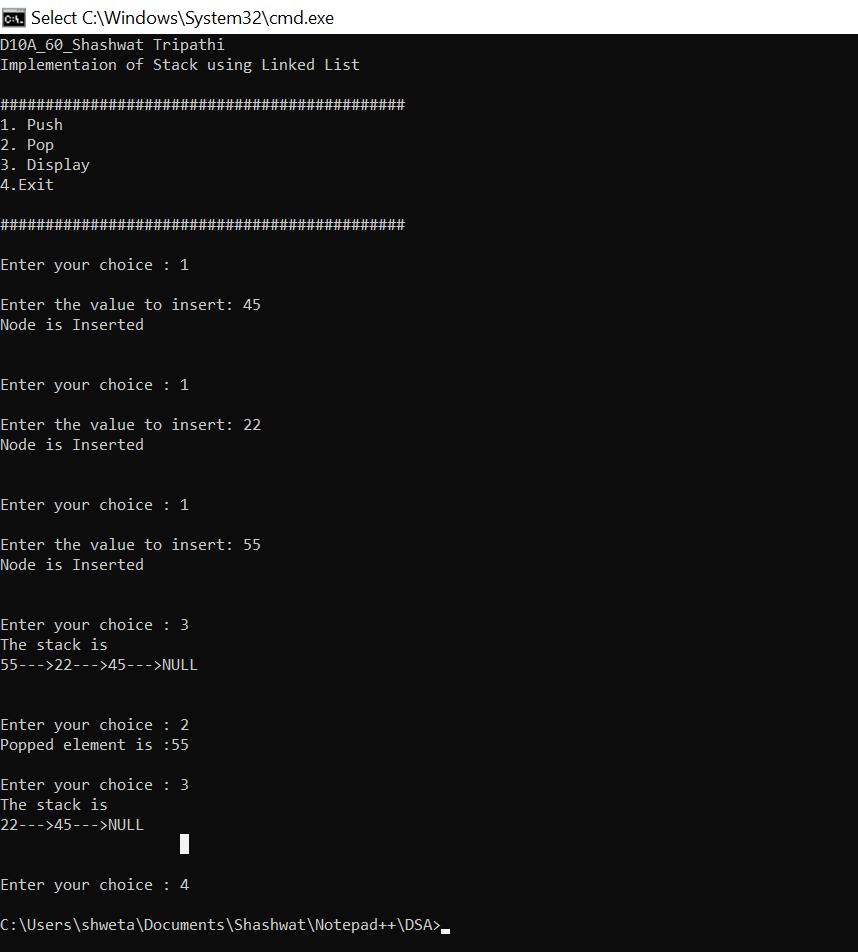 Select C:\Windows\System32\cmd.exe
D10A_60_Shashwat Tripathi
Implementaion of Stack using Linked List
#############################################
1. Push
2. Pop
3. Display
4.Exit
#############################################
Enter your choice : 1
Enter the value to insert: 45
Node is Inserted
Enter your choice : 1
Enter the value to insert: 22
Node is Inserted
Enter your choice : 1
Enter the value to insert: 55
Node is Inserted
Enter your choice : 3
The stack is
55--->22--->45--->NULL
Enter your choice : 2
Popped element is :55
Enter your choice : 3
The stack is
22--->45--->NULL
Enter your choice : 4
C:\Users\shweta\Documents\Shashwat\Notepad++\DSA>